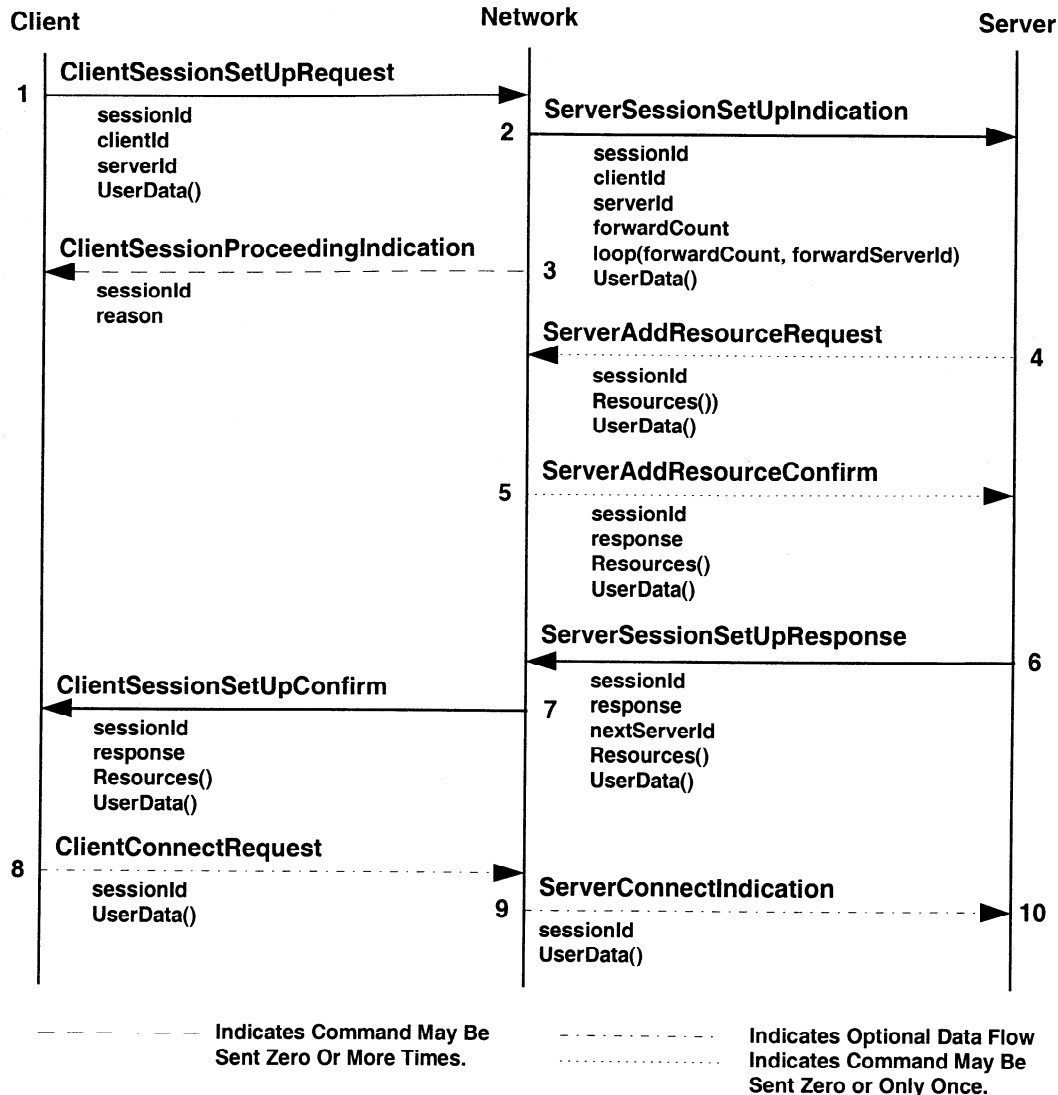 Client
Network
Server
ClientSessionSetUpRequest
1
sessionId
clientId
serverId
UserData()
ServerSessionSetUpIndication
2
sessionId
clientId
serverId
forwardCount
loop(forwardCount, forwardServerId)
UserData()
ClientSessionProceedingIndication
3
sessionId
reason
ServerAddResourceRequest
4
sessionId
Resources())
UserData()
ServerAddResourceConfirm
5
sessionId
response
Resources()
UserData()
ServerSessionSetUpResponse
6
sessionId
response
nextServerId
Resources()
UserData()
ClientSessionSetUpConfirm
7
sessionId
response
Resources()
UserData()
ClientConnectRequest
8
sessionId
UserData()
ServerConnectIndication
9
10
sessionId
UserData()
Indicates Command May Be
Sent Zero Or More Times.
Indicates Optional Data Flow
Indicates Command May Be
Sent Zero or Only Once.